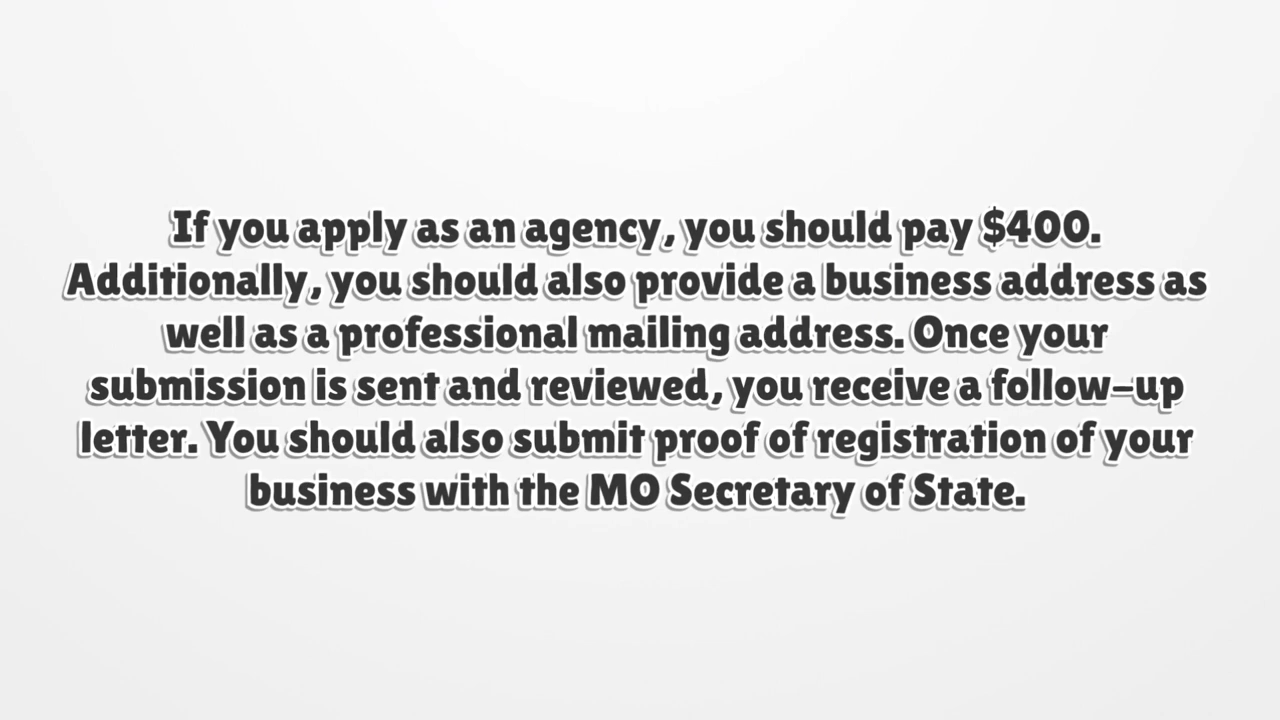 If you apply as an agency, you should pay $400.
Additionally, you should also provide a business address as
well as a professional mailing address. Once your
submission is sent and reviewed, you receive a follow-up
letter. You should also submit proof of registration of your
business with the MO Secretary of State.